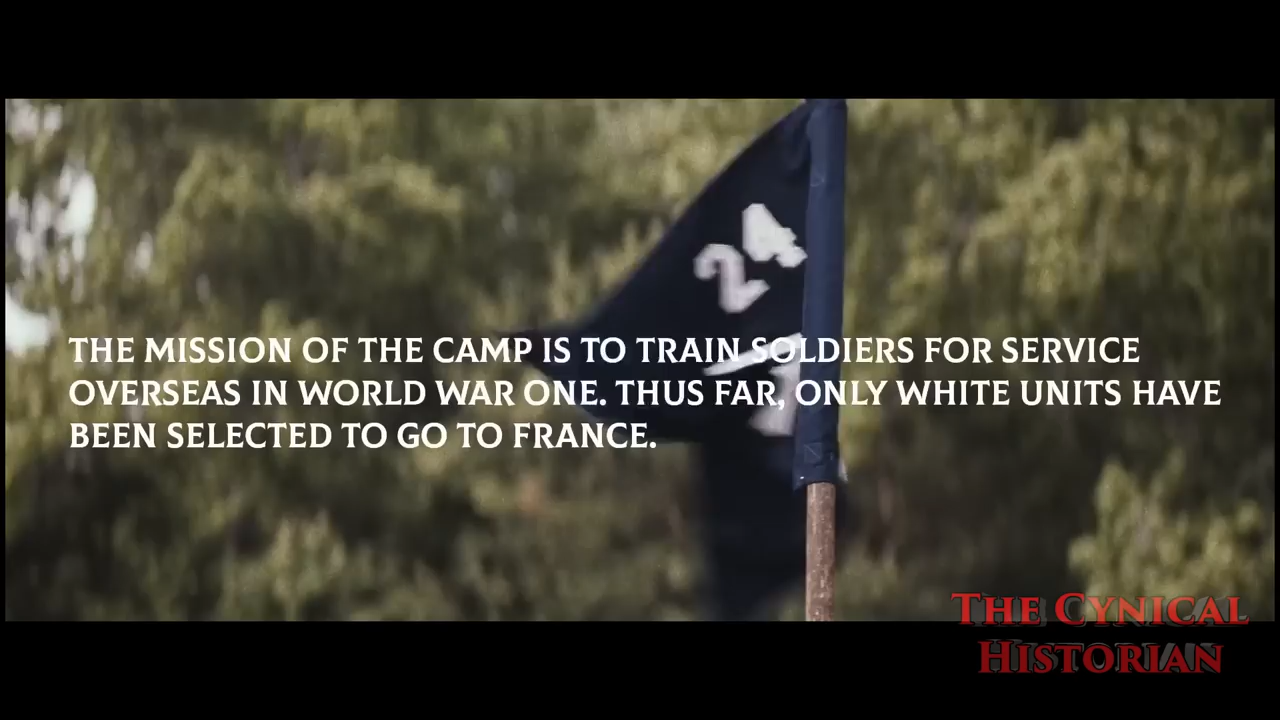 24
THE MISSION OF THE CAMP IS TO TRAIN SOLDIERS FOR SERVICE
OVERSEAS IN WORLD WAR ONE. THUS FAR, ONLY WHITE UNITS HAVE
BEEN SELECTED TO GO TO FRANCE.
THE CYNICAL
HISTORIAN